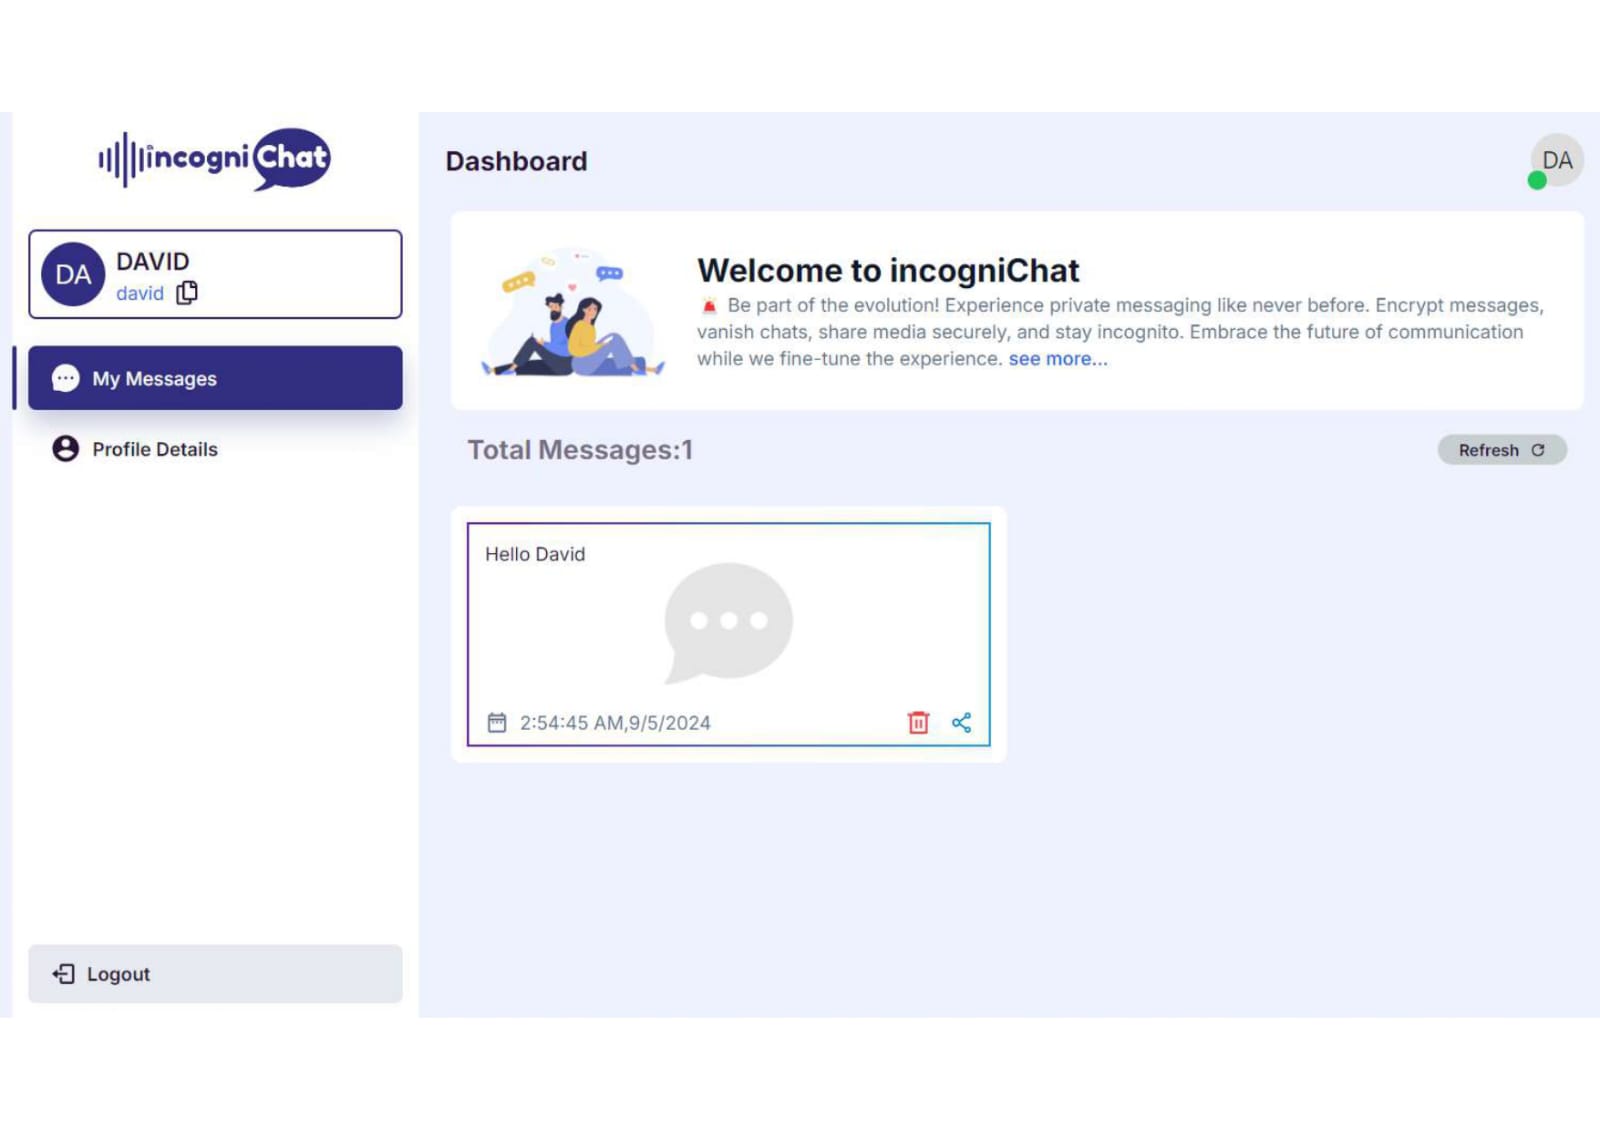 incogni Chat
DA
DAVID
david
My Messages
Profile Details
Logout
Dashboard
DA
Welcome to incogniChat
Be part of the evolution! Experience private messaging like never before. Encrypt messages,
vanish chats, share media securely, and stay incognito. Embrace the future of communication
while we fine-tune the experience. see more...
Total Messages:1
Refresh
Hello David
2:54:45 AM,9/5/2024